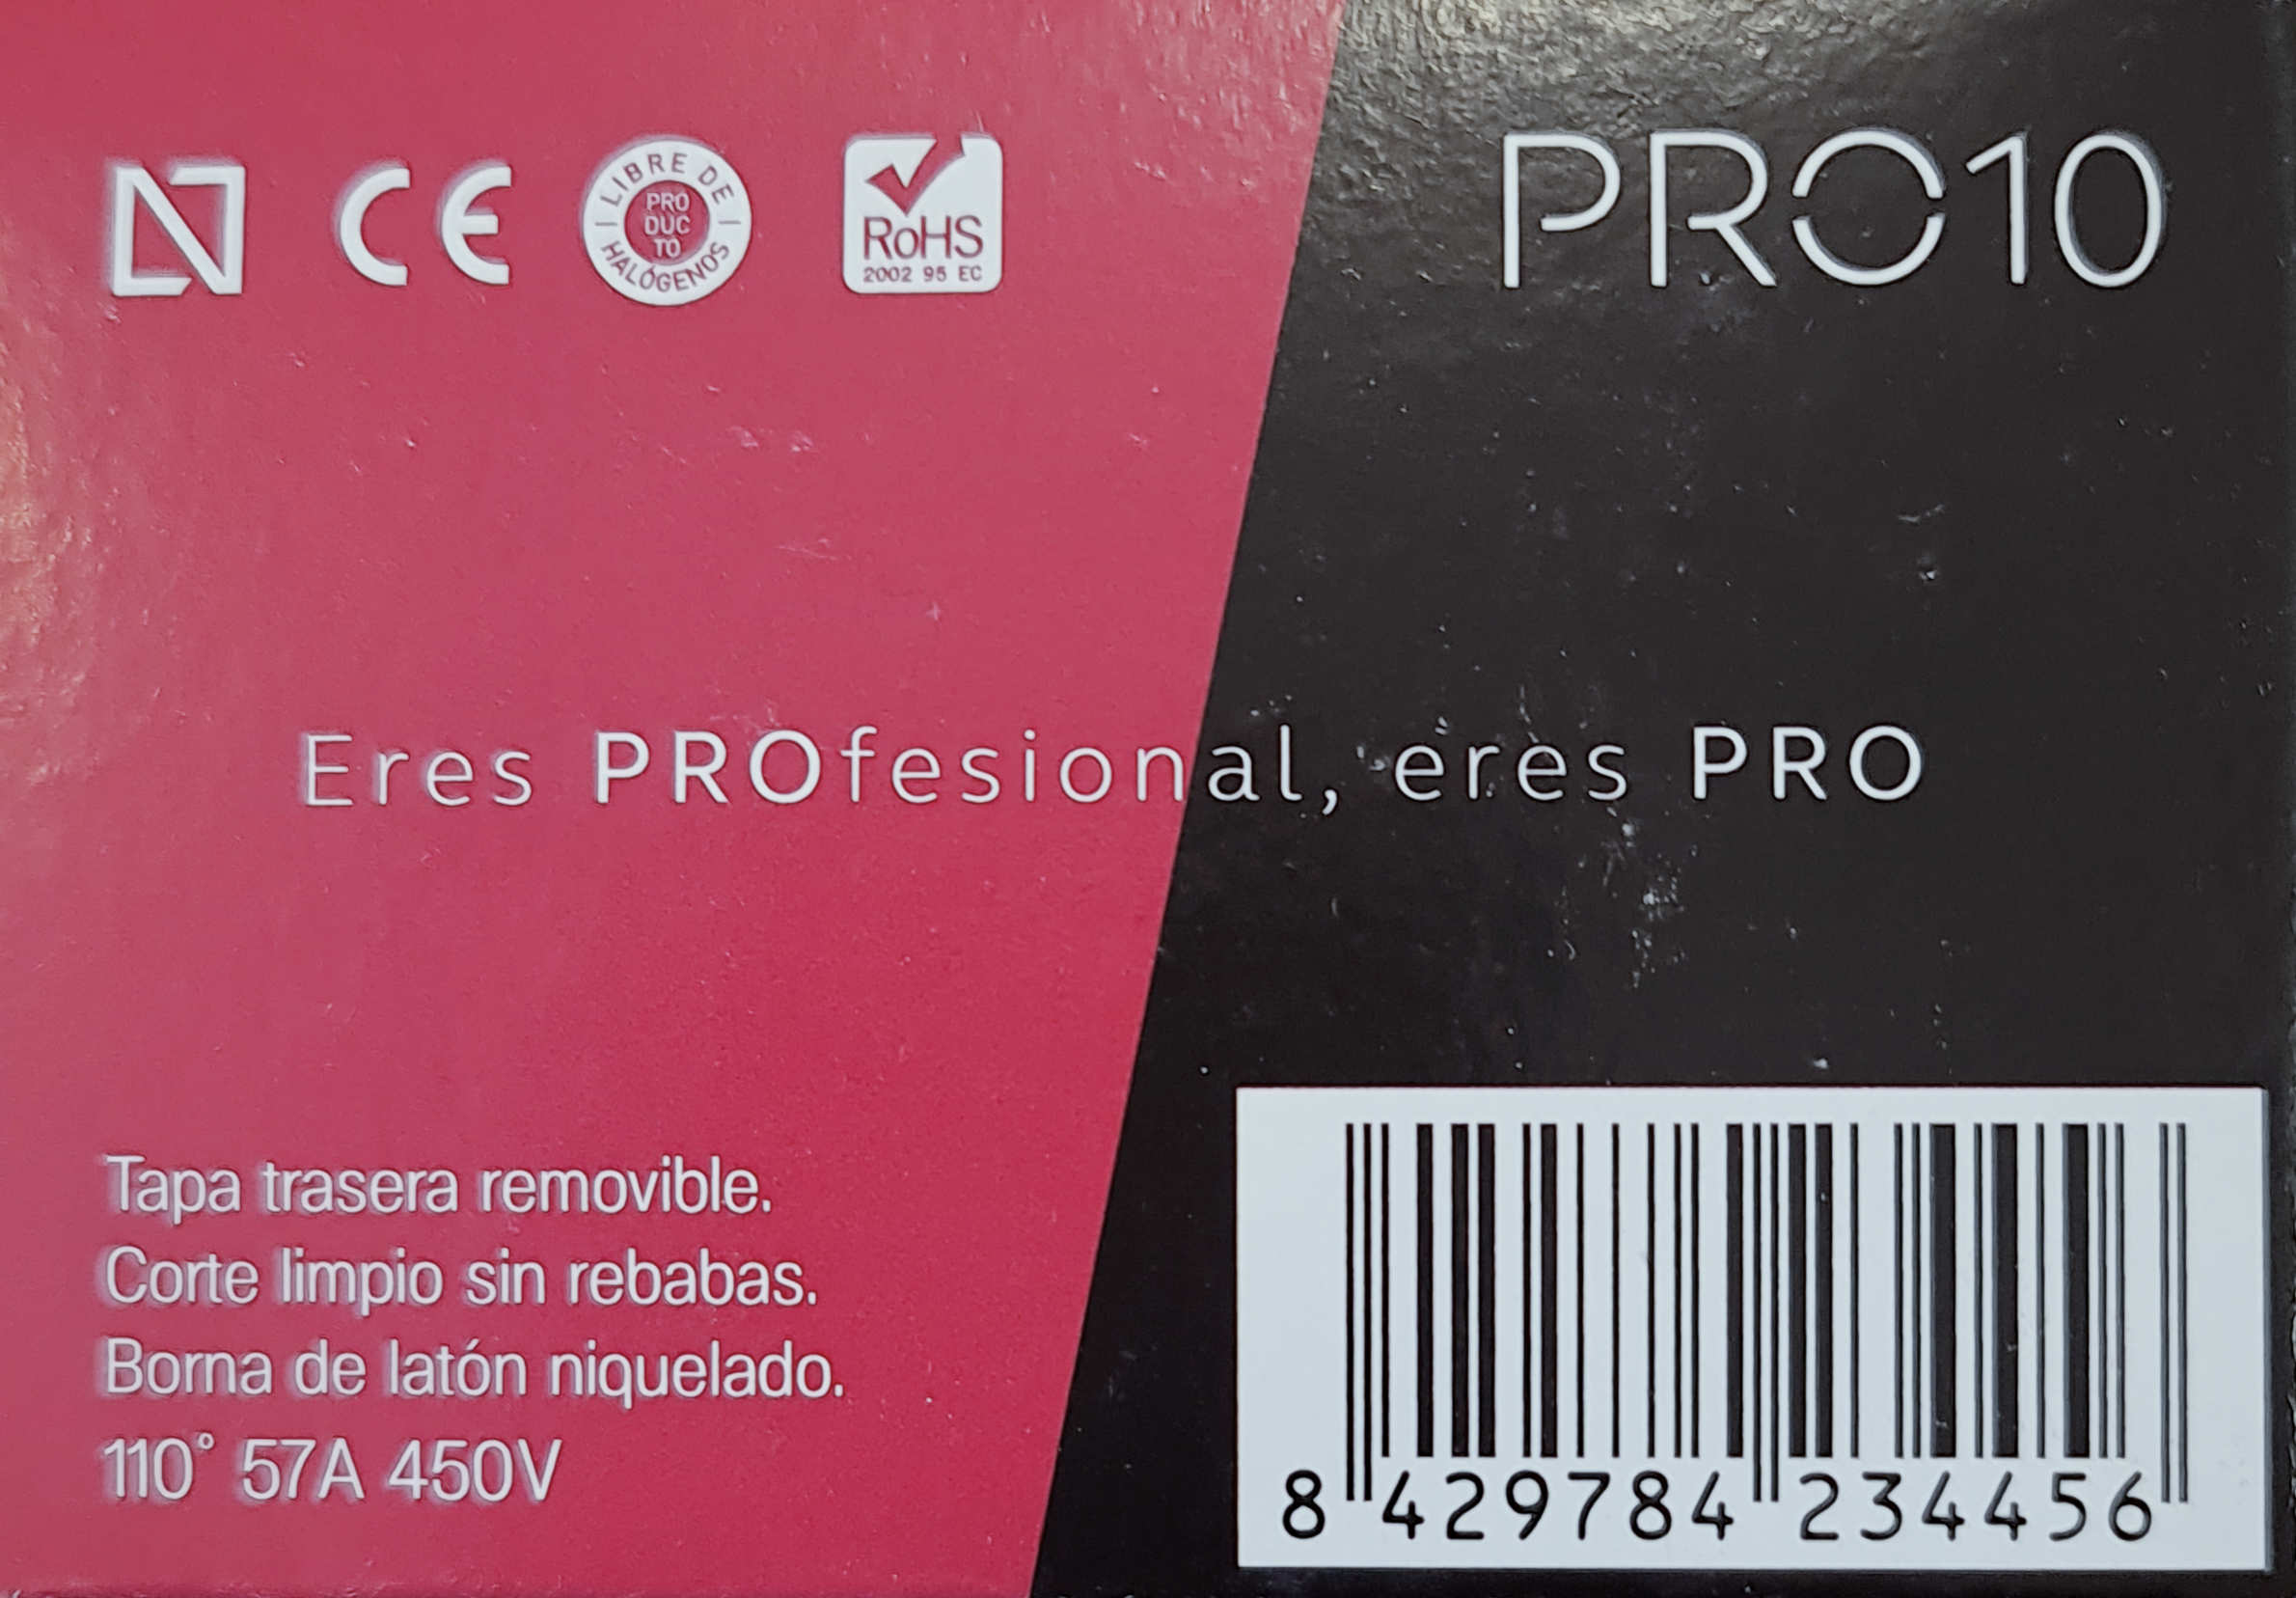 N CE LIBRE DE HALÓGENOS PRO DUC TO RoHS 2002 95 EC PRO10
Eres PROfesional, eres PRO
Tapa trasera removible.
Corte limpio sin rebabas.
Borna de latón niquelado.
110° 57A 450V
8 429784 234456